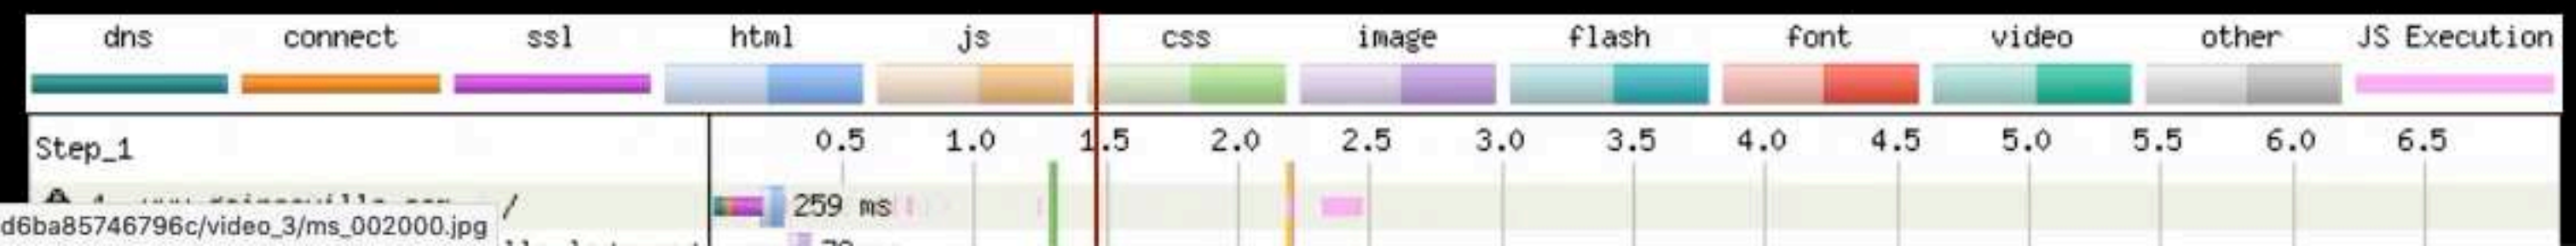 dns connect ssl html js css image flash font video other JS Execution
Step_1 0.5 1.0 1.5 2.0 2.5 3.0 3.5 4.0 4.5 5.0 5.5 6.0 6.5
/ 259 ms
d6ba85746796c/video_3/ms_002000.jpg